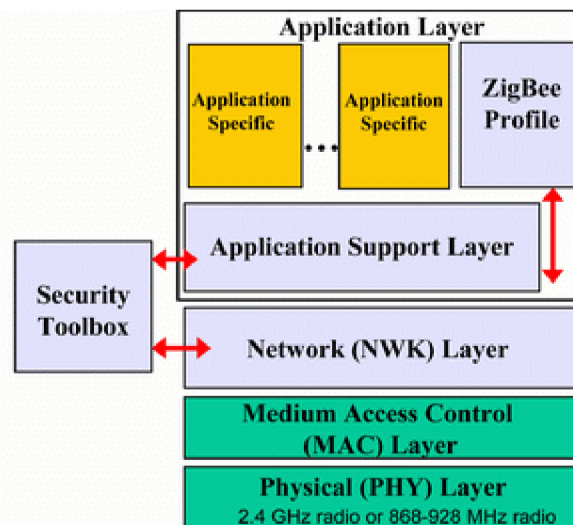 Application Layer
Application
Specific
...
Application
Specific
ZigBee
Profile
Application Support Layer
Security
Toolbox
Network (NWK) Layer
Medium Access Control
(MAC) Layer
Physical (PHY) Layer
2.4 GHz radio or 868-928 MHz radio